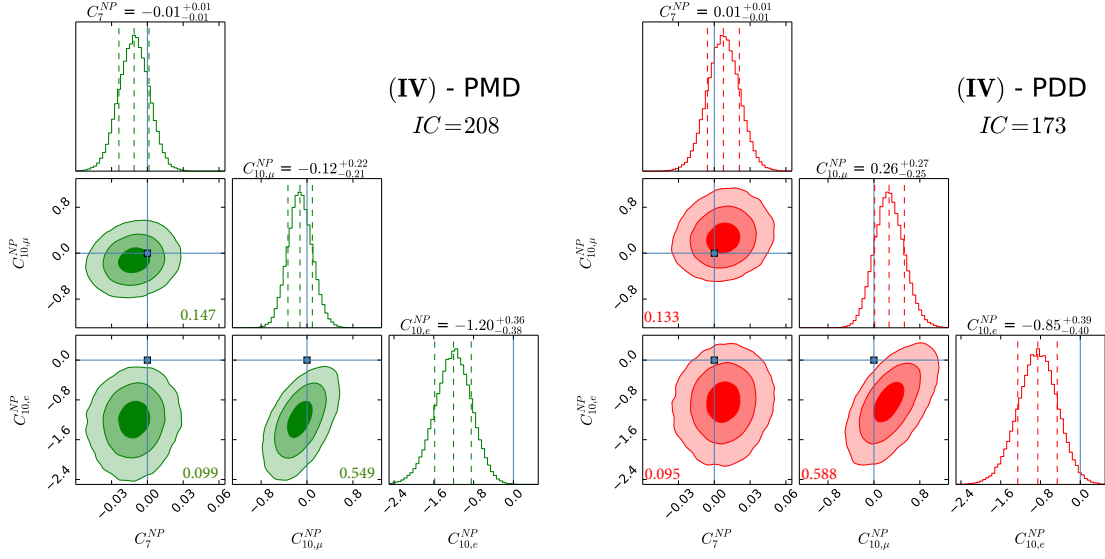 C_7^{NP} = −0.01^{+0.01}_{−0.01}
(IV) - PMD
IC=208
C_{10,μ}^{NP} = −0.12^{+0.22}_{−0.21}
0.8
0.0
−0.8
C_{10,μ}^{NP}
0.147
C_{10,e}^{NP} = −1.20^{+0.36}_{−0.38}
0.0
−0.8
−1.6
−2.4
C_{10,e}^{NP}
0.099
0.549
−0.03
0.00
0.03
0.06
C_7^{NP}
−0.8
0.0
0.8
C_{10,μ}^{NP}
−2.4
−1.6
−0.8
0.0
C_{10,e}^{NP}
C_7^{NP} = 0.01^{+0.01}_{−0.01}
(IV) - PDD
IC=173
C_{10,μ}^{NP} = 0.26^{+0.27}_{−0.25}
0.8
0.0
−0.8
C_{10,μ}^{NP}
0.133
C_{10,e}^{NP} = −0.85^{+0.39}_{−0.40}
0.0
−0.8
−1.6
−2.4
C_{10,e}^{NP}
0.095
0.588
−0.03
0.00
0.03
0.06
C_7^{NP}
−0.8
0.0
0.8
C_{10,μ}^{NP}
−2.4
−1.6
−0.8
0.0
C_{10,e}^{NP}